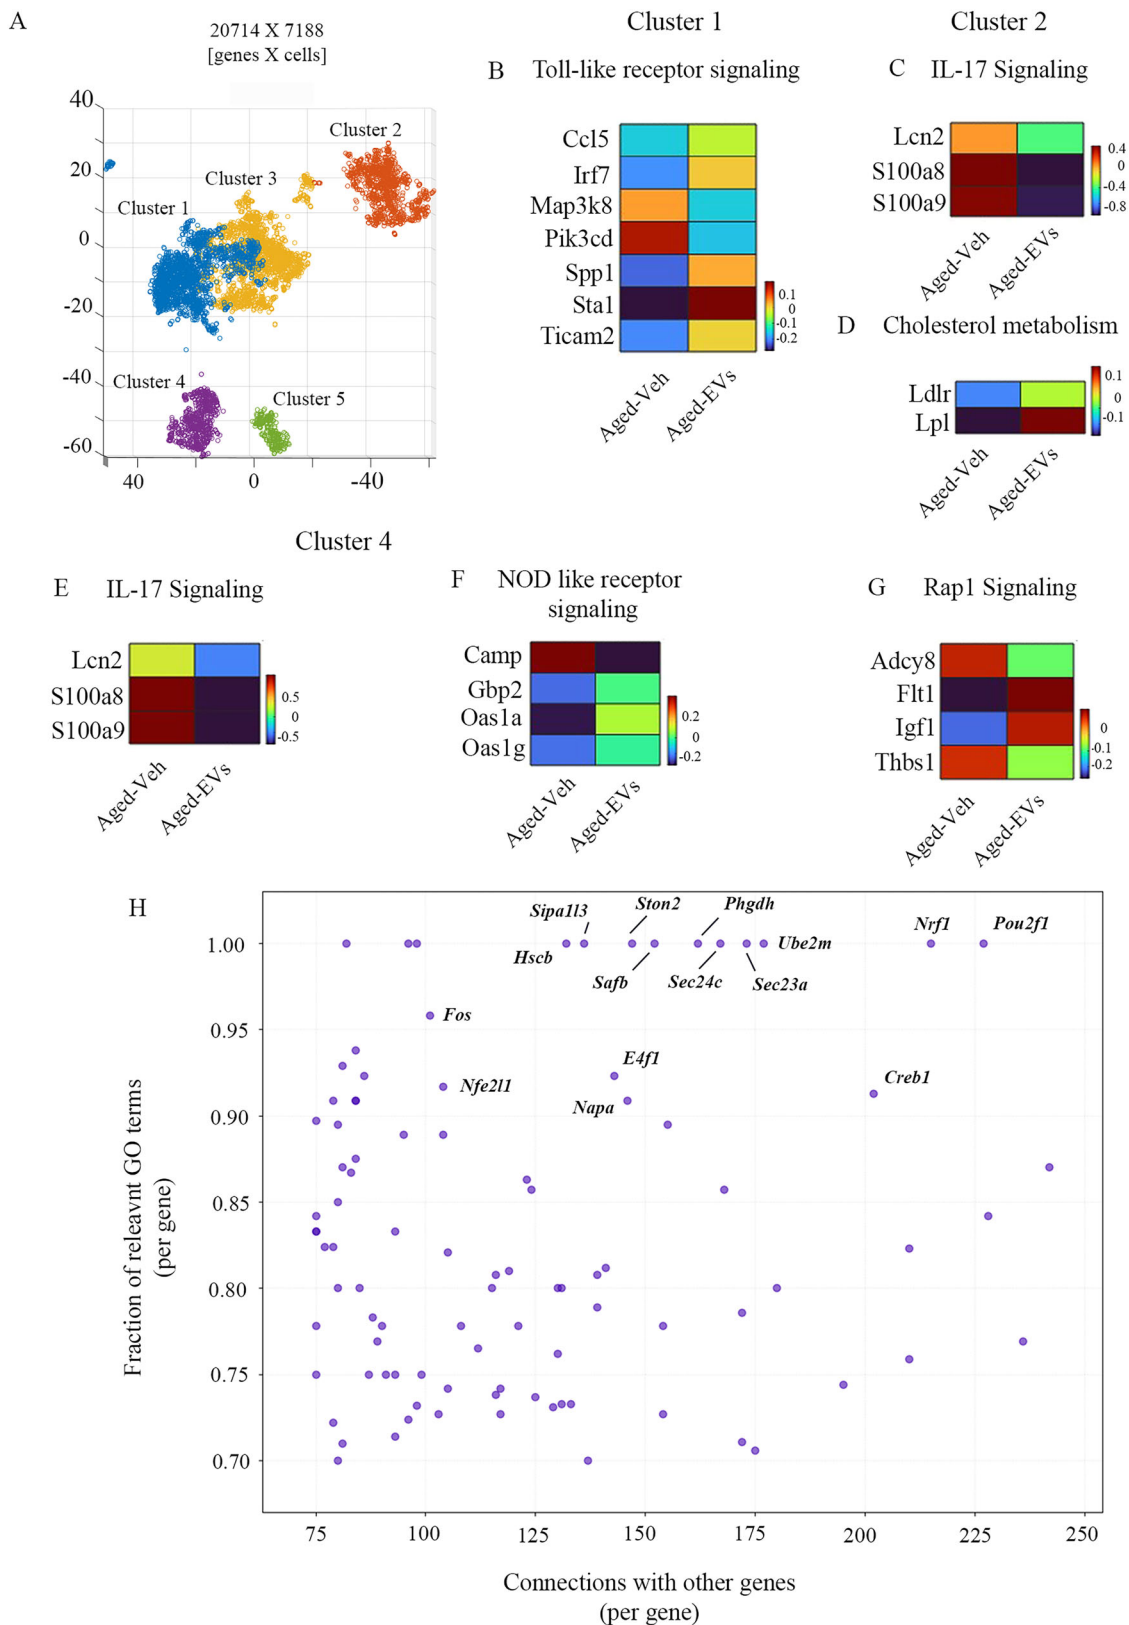 A
20714 X 7188
[genes X cells]
40
20
0
-20
-40
-60
40
0
-40
Cluster 1
Cluster 2
Cluster 3
Cluster 4
Cluster 5
Cluster 1
B Toll-like receptor signaling
Ccl5
Irf7
Map3k8
Pik3cd
Spp1
Sta1
Ticam2
Aged-Veh
Aged-EVs
0.1
0
-0.1
-0.2
Cluster 2
C IL-17 Signaling
Lcn2
S100a8
S100a9
Aged-Veh
Aged-EVs
0.4
0
-0.4
-0.8
D Cholesterol metabolism
Ldlr
Lpl
Aged-Veh
Aged-EVs
0.1
0
-0.1
Cluster 4
E IL-17 Signaling
Lcn2
S100a8
S100a9
Aged-Veh
Aged-EVs
0.5
0
-0.5
F NOD like receptor
signaling
Camp
Gbp2
Oas1a
Oas1g
Aged-Veh
Aged-EVs
0.2
0
-0.2
G Rap1 Signaling
Adcy8
Flt1
Igf1
Thbs1
Aged-Veh
Aged-EVs
0
-0.1
-0.2
H
Fraction of releavnt GO terms
(per gene)
1.00
0.95
0.90
0.85
0.80
0.75
0.70
Sipa1l3
Ston2
Phgdh
Nrf1
Pou2f1
Hscb
Safb
Sec24c
Sec23a
Ube2m
Fos
E4f1
Nfe2l1
Napa
Creb1
75
100
125
150
175
200
225
250
Connections with other genes
(per gene)